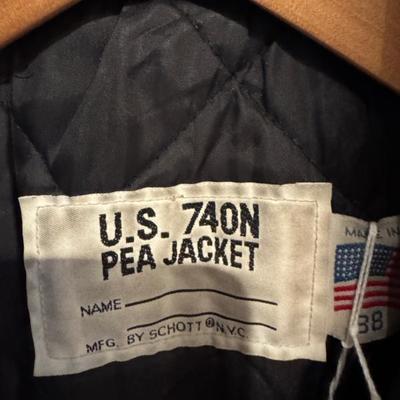 U.S. 740N
PEA JACKET
NAME
MFG. BY SCHOTT® N.Y.C.
MADE IN
38